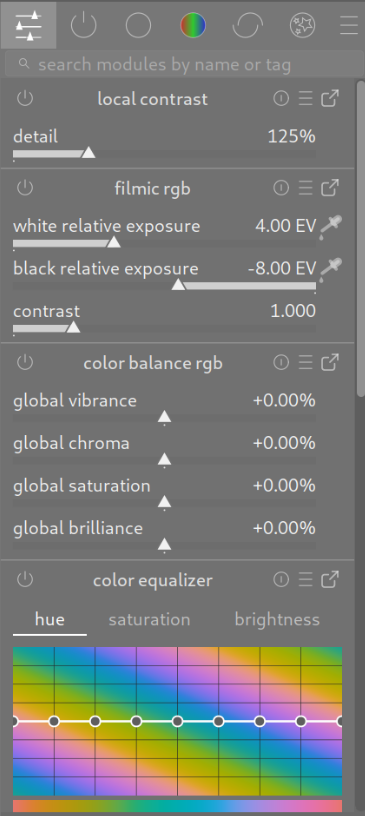 search modules by name or tag
local contrast
detail 125%
filmic rgb
white relative exposure 4.00 EV
black relative exposure -8.00 EV
contrast 1.000
color balance rgb
global vibrance +0.00%
global chroma +0.00%
global saturation +0.00%
global brilliance +0.00%
color equalizer
hue saturation brightness